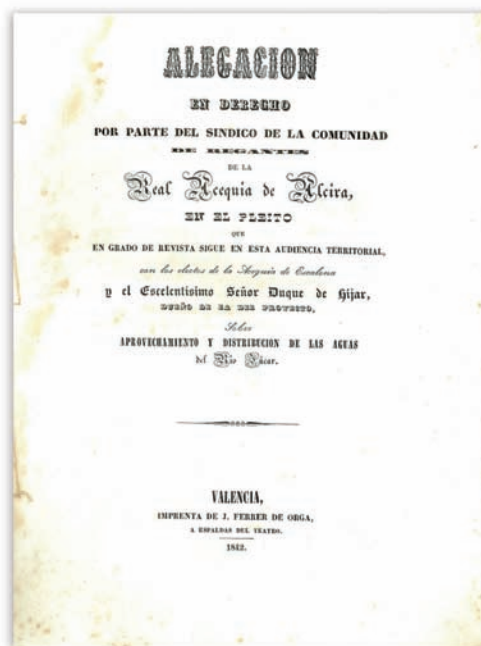 ALEGACION
EN DERECHO
POR PARTE DEL SINDICO DE LA COMUNIDAD
DE REGANTES
DE LA
Real Acequia de Alcira,
EN EL PLEITO
QUE
EN GRADO DE REVISTA SIGUE EN ESTA AUDIENCIA TERRITORIAL,
con los electos de la Acequia de Escalona
y el Escelentísimo Señor Duque de Hijar,
DUEÑO DE LA DEL PROYECTO,
Sobre
APROVECHAMIENTO Y DISTRIBUCION DE LAS AGUAS
del Rio Júcar.
VALENCIA,
IMPRENTA DE J. FERRER DE ORGA,
A ESPALDAS DEL TEATRO.
1842.